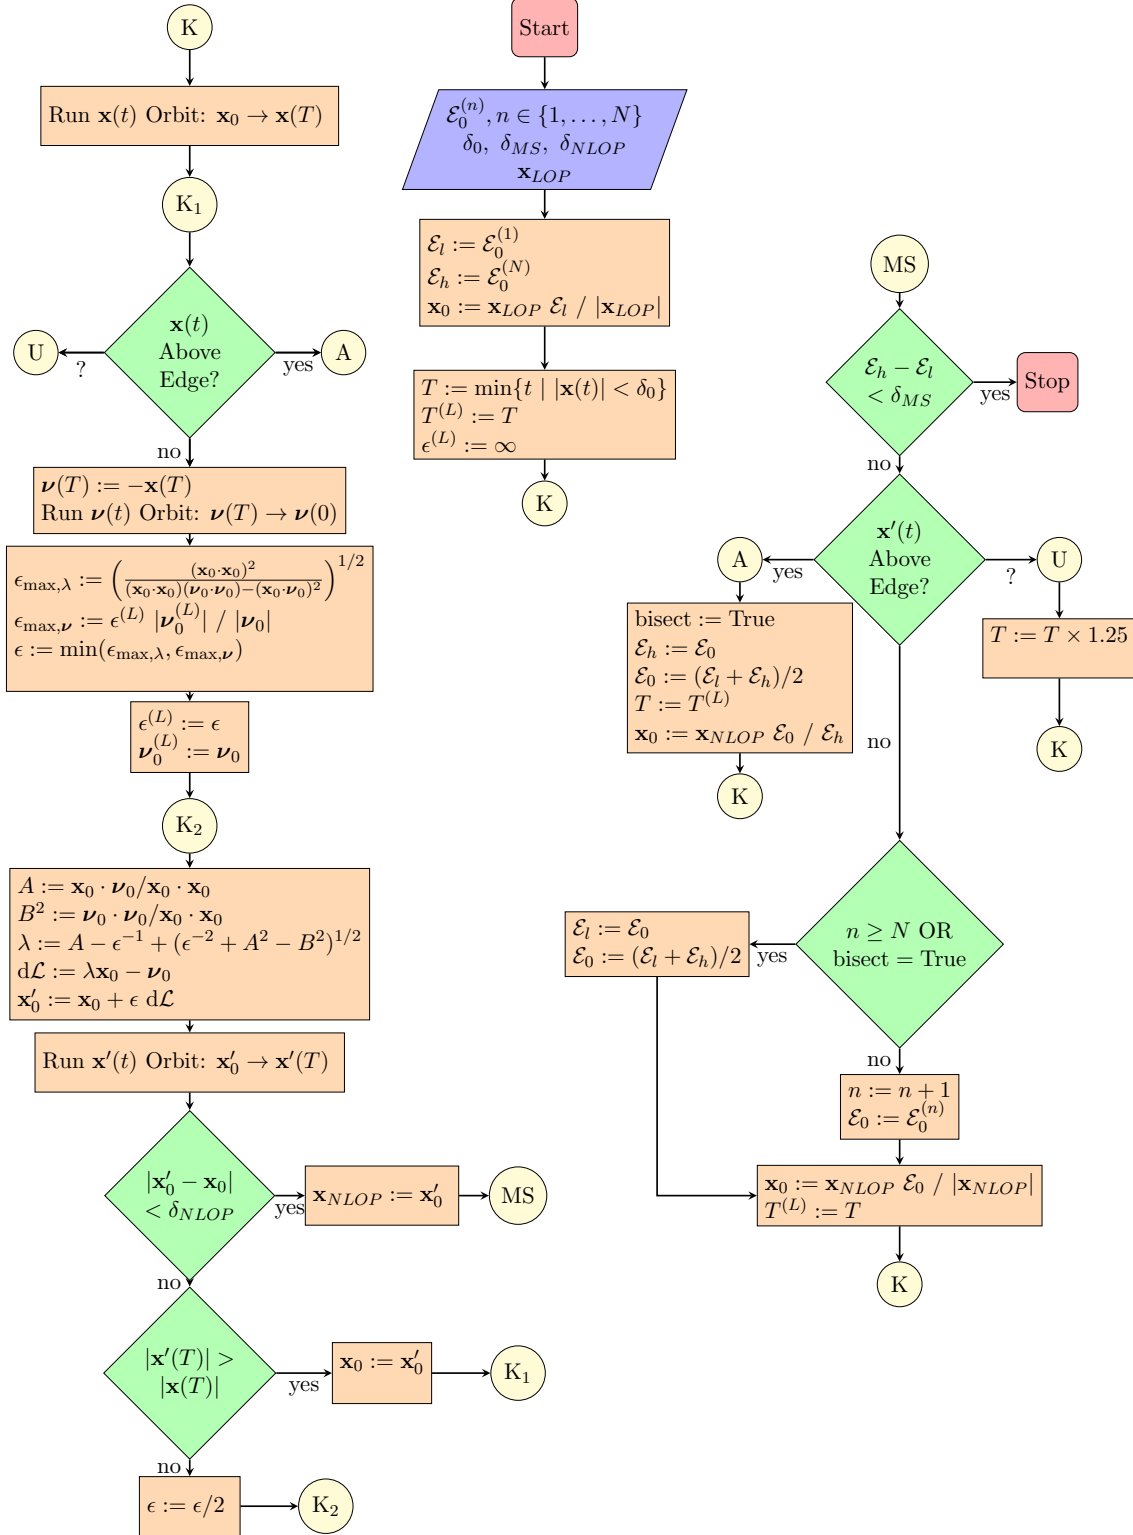 K
Run x(t) Orbit: x₀ → x(T)
K₁
x(t)
Above
Edge?
U
?
yes
A
no
ν(T) := −x(T)
Run ν(t) Orbit: ν(T) → ν(0)
ϵ_max,λ := ( (x₀·x₀)² / ((x₀·x₀)(ν₀·ν₀)−(x₀·ν₀)²) )^1/2
ϵ_max,ν := ϵ^(L) |ν₀^(L)| / |ν₀|
ϵ := min(ϵ_max,λ, ϵ_max,ν)
ϵ^(L) := ϵ
ν₀^(L) := ν₀
K₂
A := x₀ · ν₀/x₀ · x₀
B² := ν₀ · ν₀/x₀ · x₀
λ := A − ϵ⁻¹ + (ϵ⁻² + A² − B²)^1/2
dℒ := λx₀ − ν₀
x′₀ := x₀ + ϵ dℒ
Run x′(t) Orbit: x′₀ → x′(T)
|x′₀ − x₀|
< δ_NLOP
yes
x_NLOP := x′₀
MS
no
|x′(T)| >
|x(T)|
yes
x₀ := x′₀
K₁
no
ϵ := ϵ/2
K₂
Start
ℰ₀^(n), n ∈ {1, . . . , N}
δ₀, δ_MS, δ_NLOP
x_LOP
ℰ_l := ℰ₀^(1)
ℰ_h := ℰ₀^(N)
x₀ := x_LOP ℰ_l / |x_LOP|
T := min{t | |x(t)| < δ₀}
T^(L) := T
ϵ^(L) := ∞
K
MS
ℰ_h − ℰ_l
< δ_MS
yes
Stop
no
x′(t)
Above
Edge?
A
yes
?
U
bisect := True
ℰ_h := ℰ₀
ℰ₀ := (ℰ_l + ℰ_h)/2
T := T^(L)
x₀ := x_NLOP ℰ₀ / ℰ_h
K
T := T × 1.25
K
no
n ≥ N OR
bisect = True
yes
ℰ_l := ℰ₀
ℰ₀ := (ℰ_l + ℰ_h)/2
no
n := n + 1
ℰ₀ := ℰ₀^(n)
x₀ := x_NLOP ℰ₀ / |x_NLOP|
T^(L) := T
K